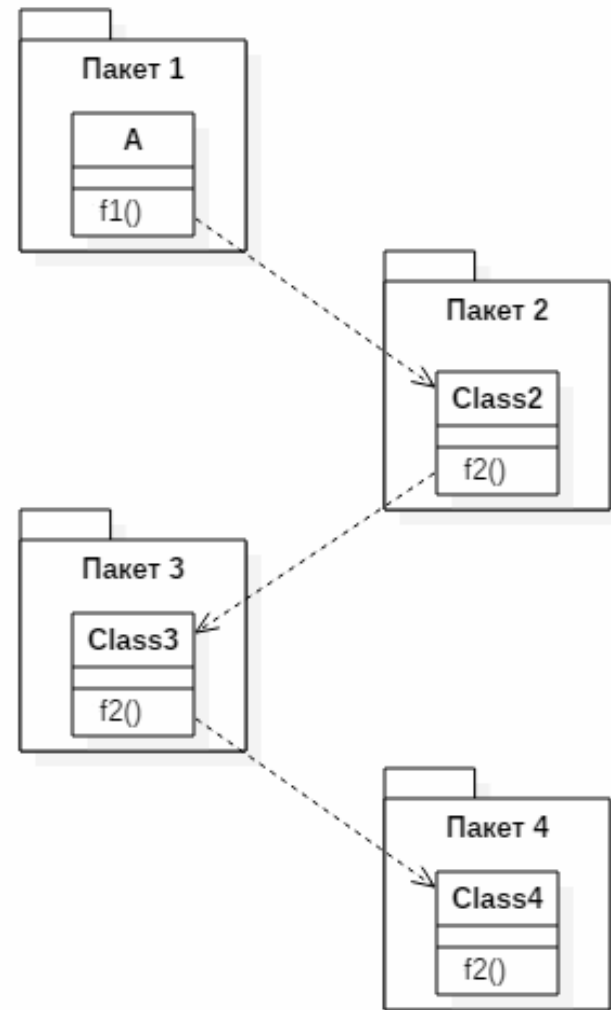 Пакет 1
A
f1()
Пакет 2
Class2
f2()
Пакет 3
Class3
f2()
Пакет 4
Class4
f2()